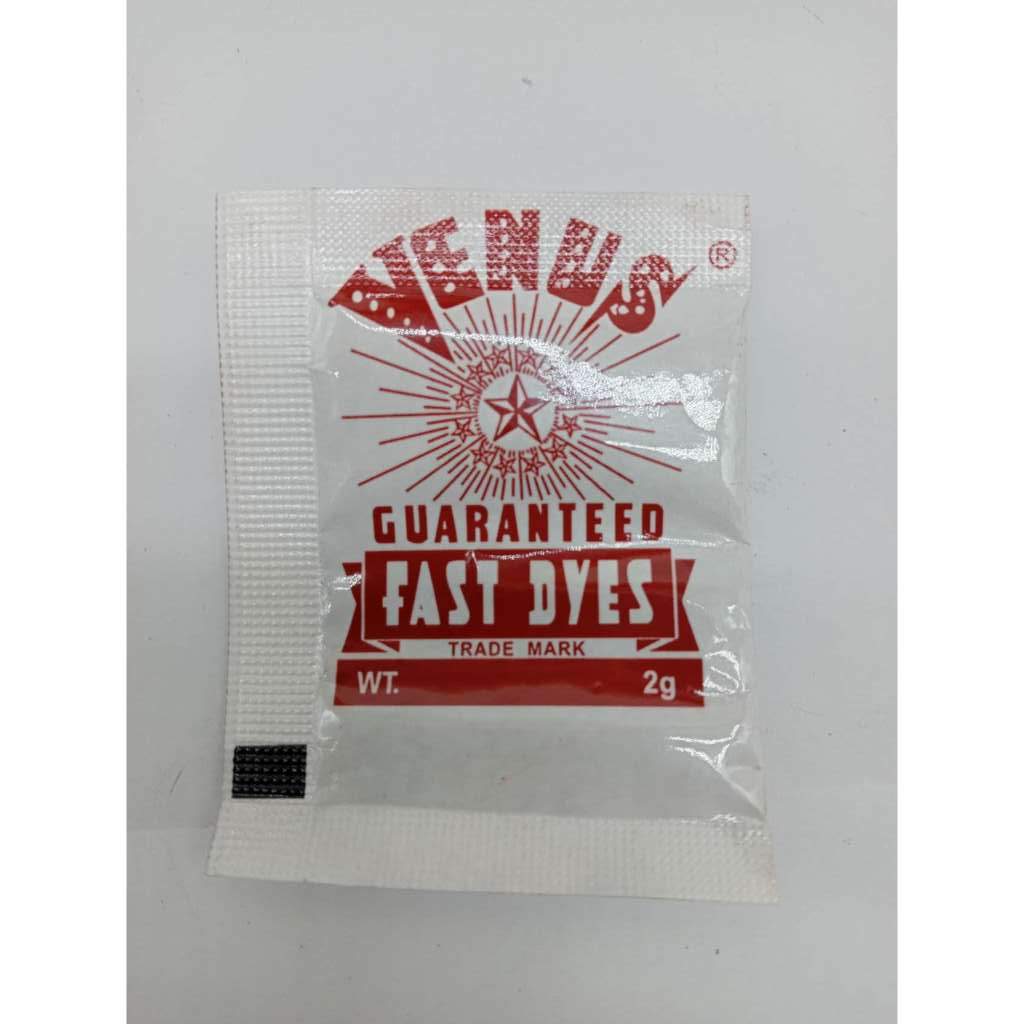 VENUS ®
GUARANTEED
FAST DYES
TRADE MARK
WT. 2g